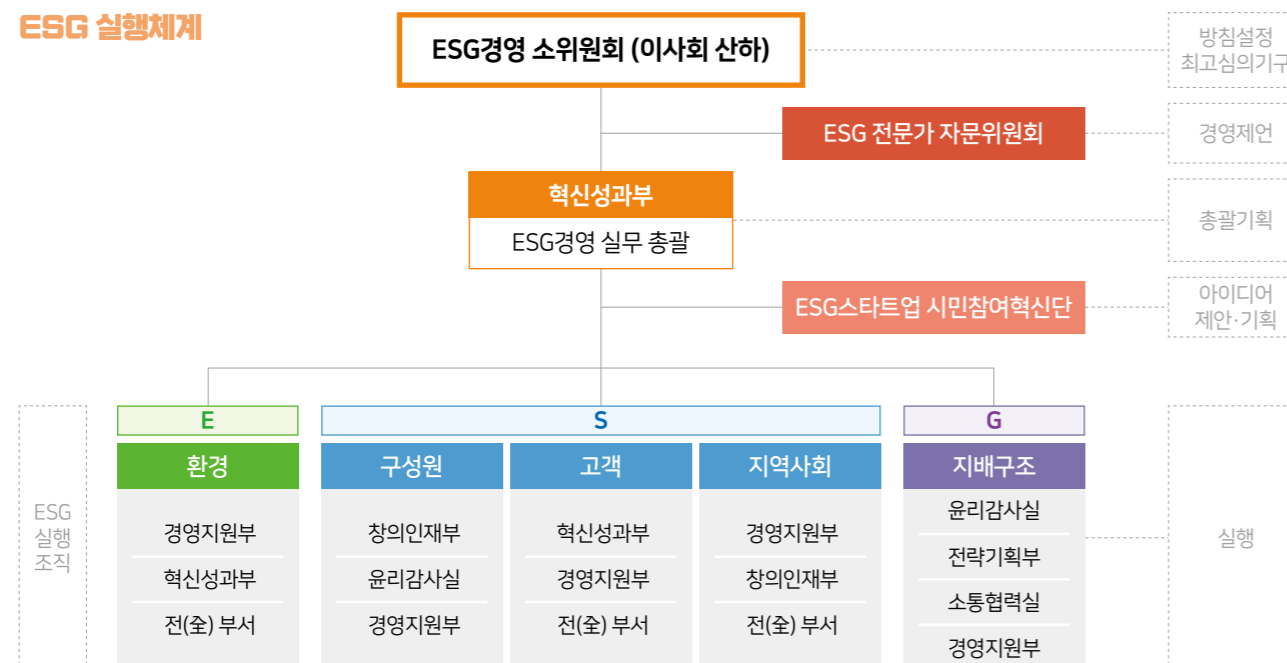 ESG 실행체계
ESG경영 소위원회 (이사회 산하)
방침설정
최고심의기구
ESG 전문가 자문위원회
경영제언
혁신성과부
ESG경영 실무 총괄
총괄기획
ESG스타트업 시민참여혁신단
아이디어
제안·기획
ESG
실행
조직
E
환경
경영지원부
혁신성과부
전(全) 부서
S
구성원
창의인재부
윤리감사실
경영지원부
고객
혁신성과부
경영지원부
전(全) 부서
지역사회
경영지원부
창의인재부
전(全) 부서
G
지배구조
윤리감사실
전략기획부
소통협력실
경영지원부
실행